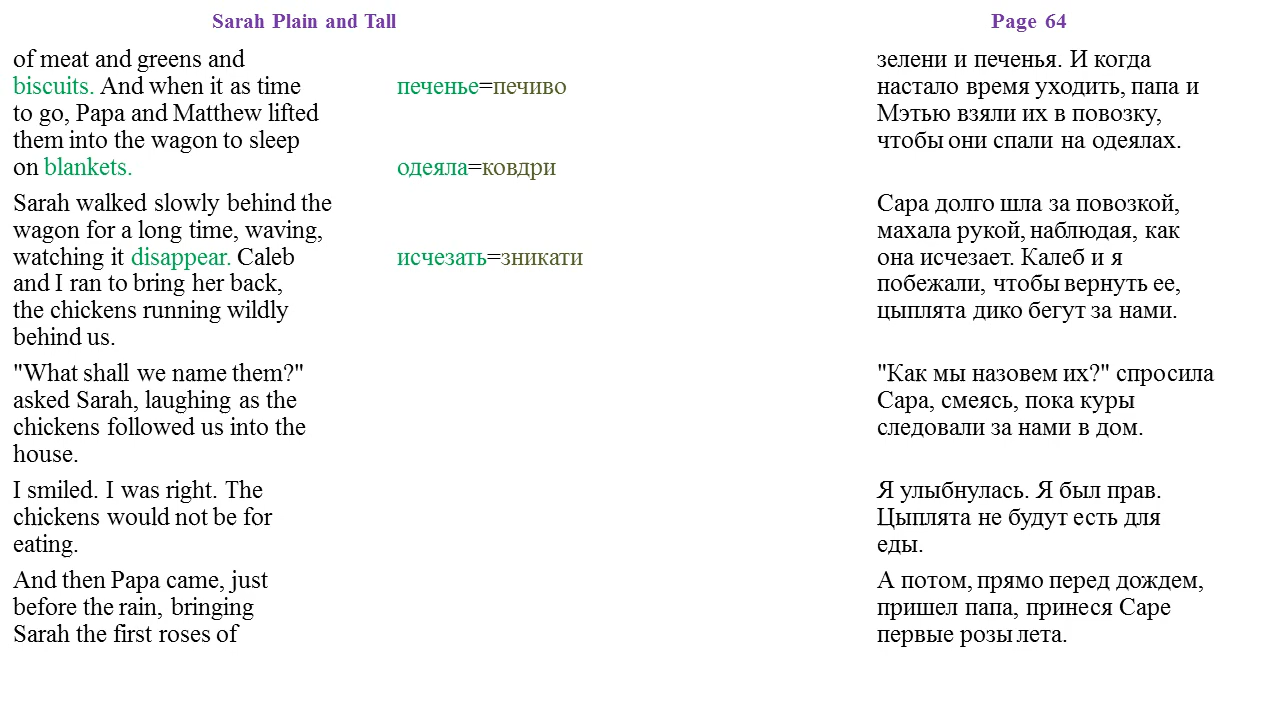 Sarah Plain and Tall
Page 64
of meat and greens and
biscuits. And when it as time
to go, Papa and Matthew lifted
them into the wagon to sleep
on blankets.
печенье=печиво
одеяла=ковдри
зелени и печенья. И когда
настало время уходить, папа и
Мэтью взяли их в повозку,
чтобы они спали на одеялах.
Sarah walked slowly behind the
wagon for a long time, waving,
watching it disappear. Caleb
and I ran to bring her back,
the chickens running wildly
behind us.
исчезать=зникати
Сара долго шла за повозкой,
махала рукой, наблюдая, как
она исчезает. Калеб и я
побежали, чтобы вернуть ее,
цыплята дико бегут за нами.
"What shall we name them?"
asked Sarah, laughing as the
chickens followed us into the
house.
"Как мы назовем их?" спросила
Сара, смеясь, пока куры
следовали за нами в дом.
I smiled. I was right. The
chickens would not be for
eating.
Я улыбнулась. Я был прав.
Цыплята не будут есть для
еды.
And then Papa came, just
before the rain, bringing
Sarah the first roses of
А потом, прямо перед дождем,
пришел папа, принеся Саре
первые розы лета.